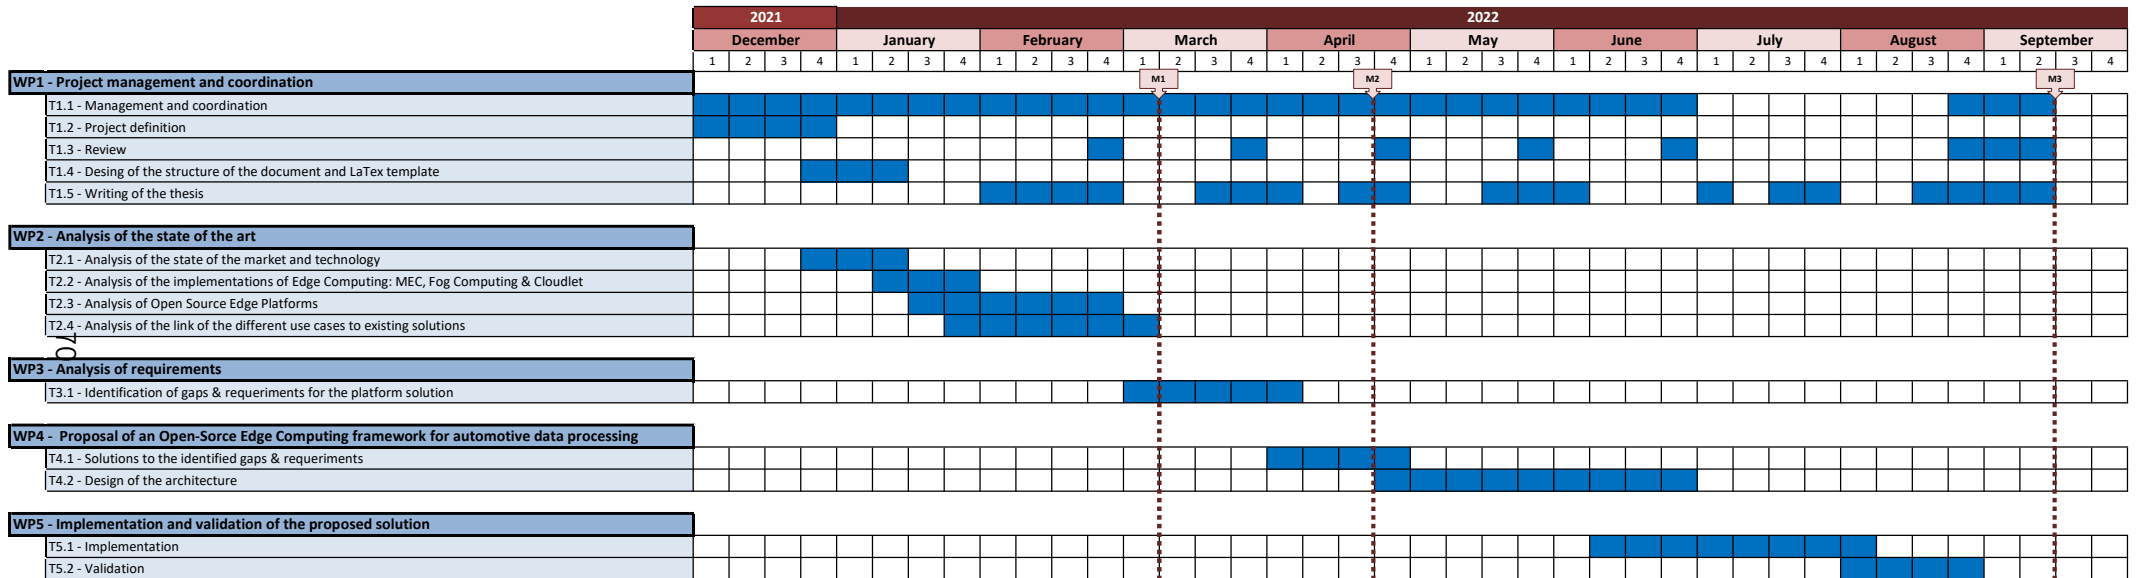 2021 2022
December January February March April May June July August September
1 2 3 4 1 2 3 4 1 2 3 4 1 2 3 4 1 2 3 4 1 2 3 4 1 2 3 4 1 2 3 4 1 2 3 4 1 2 3 4
WP1 - Project management and coordination
M1 M2 M3
T1.1 - Management and coordination
T1.2 - Project definition
T1.3 - Review
T1.4 - Desing of the structure of the document and LaTex template
T1.5 - Writing of the thesis
WP2 - Analysis of the state of the art
T2.1 - Analysis of the state of the market and technology
T2.2 - Analysis of the implementations of Edge Computing: MEC, Fog Computing & Cloudlet
T2.3 - Analysis of Open Source Edge Platforms
T2.4 - Analysis of the link of the different use cases to existing solutions
70
WP3 - Analysis of requirements
T3.1 - Identification of gaps & requeriments for the platform solution
WP4 - Proposal of an Open-Sorce Edge Computing framework for automotive data processing
T4.1 - Solutions to the identified gaps & requeriments
T4.2 - Design of the architecture
WP5 - Implementation and validation of the proposed solution
T5.1 - Implementation
T5.2 - Validation